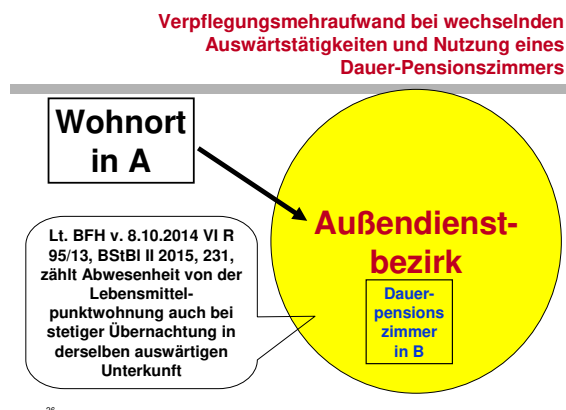 Verpflegungsmehraufwand bei wechselnden
Auswärtstätigkeiten und Nutzung eines
Dauer-Pensionszimmers
Wohnort
in A
Außendienst-
bezirk
Lt. BFH v. 8.10.2014 VI R
95/13, BStBl II 2015, 231,
zählt Abwesenheit von der
Lebensmittel-
punktwohnung auch bei
stetiger Übernachtung in
derselben auswärtigen
Unterkunft
Dauer-
pensions
zimmer
in B
26